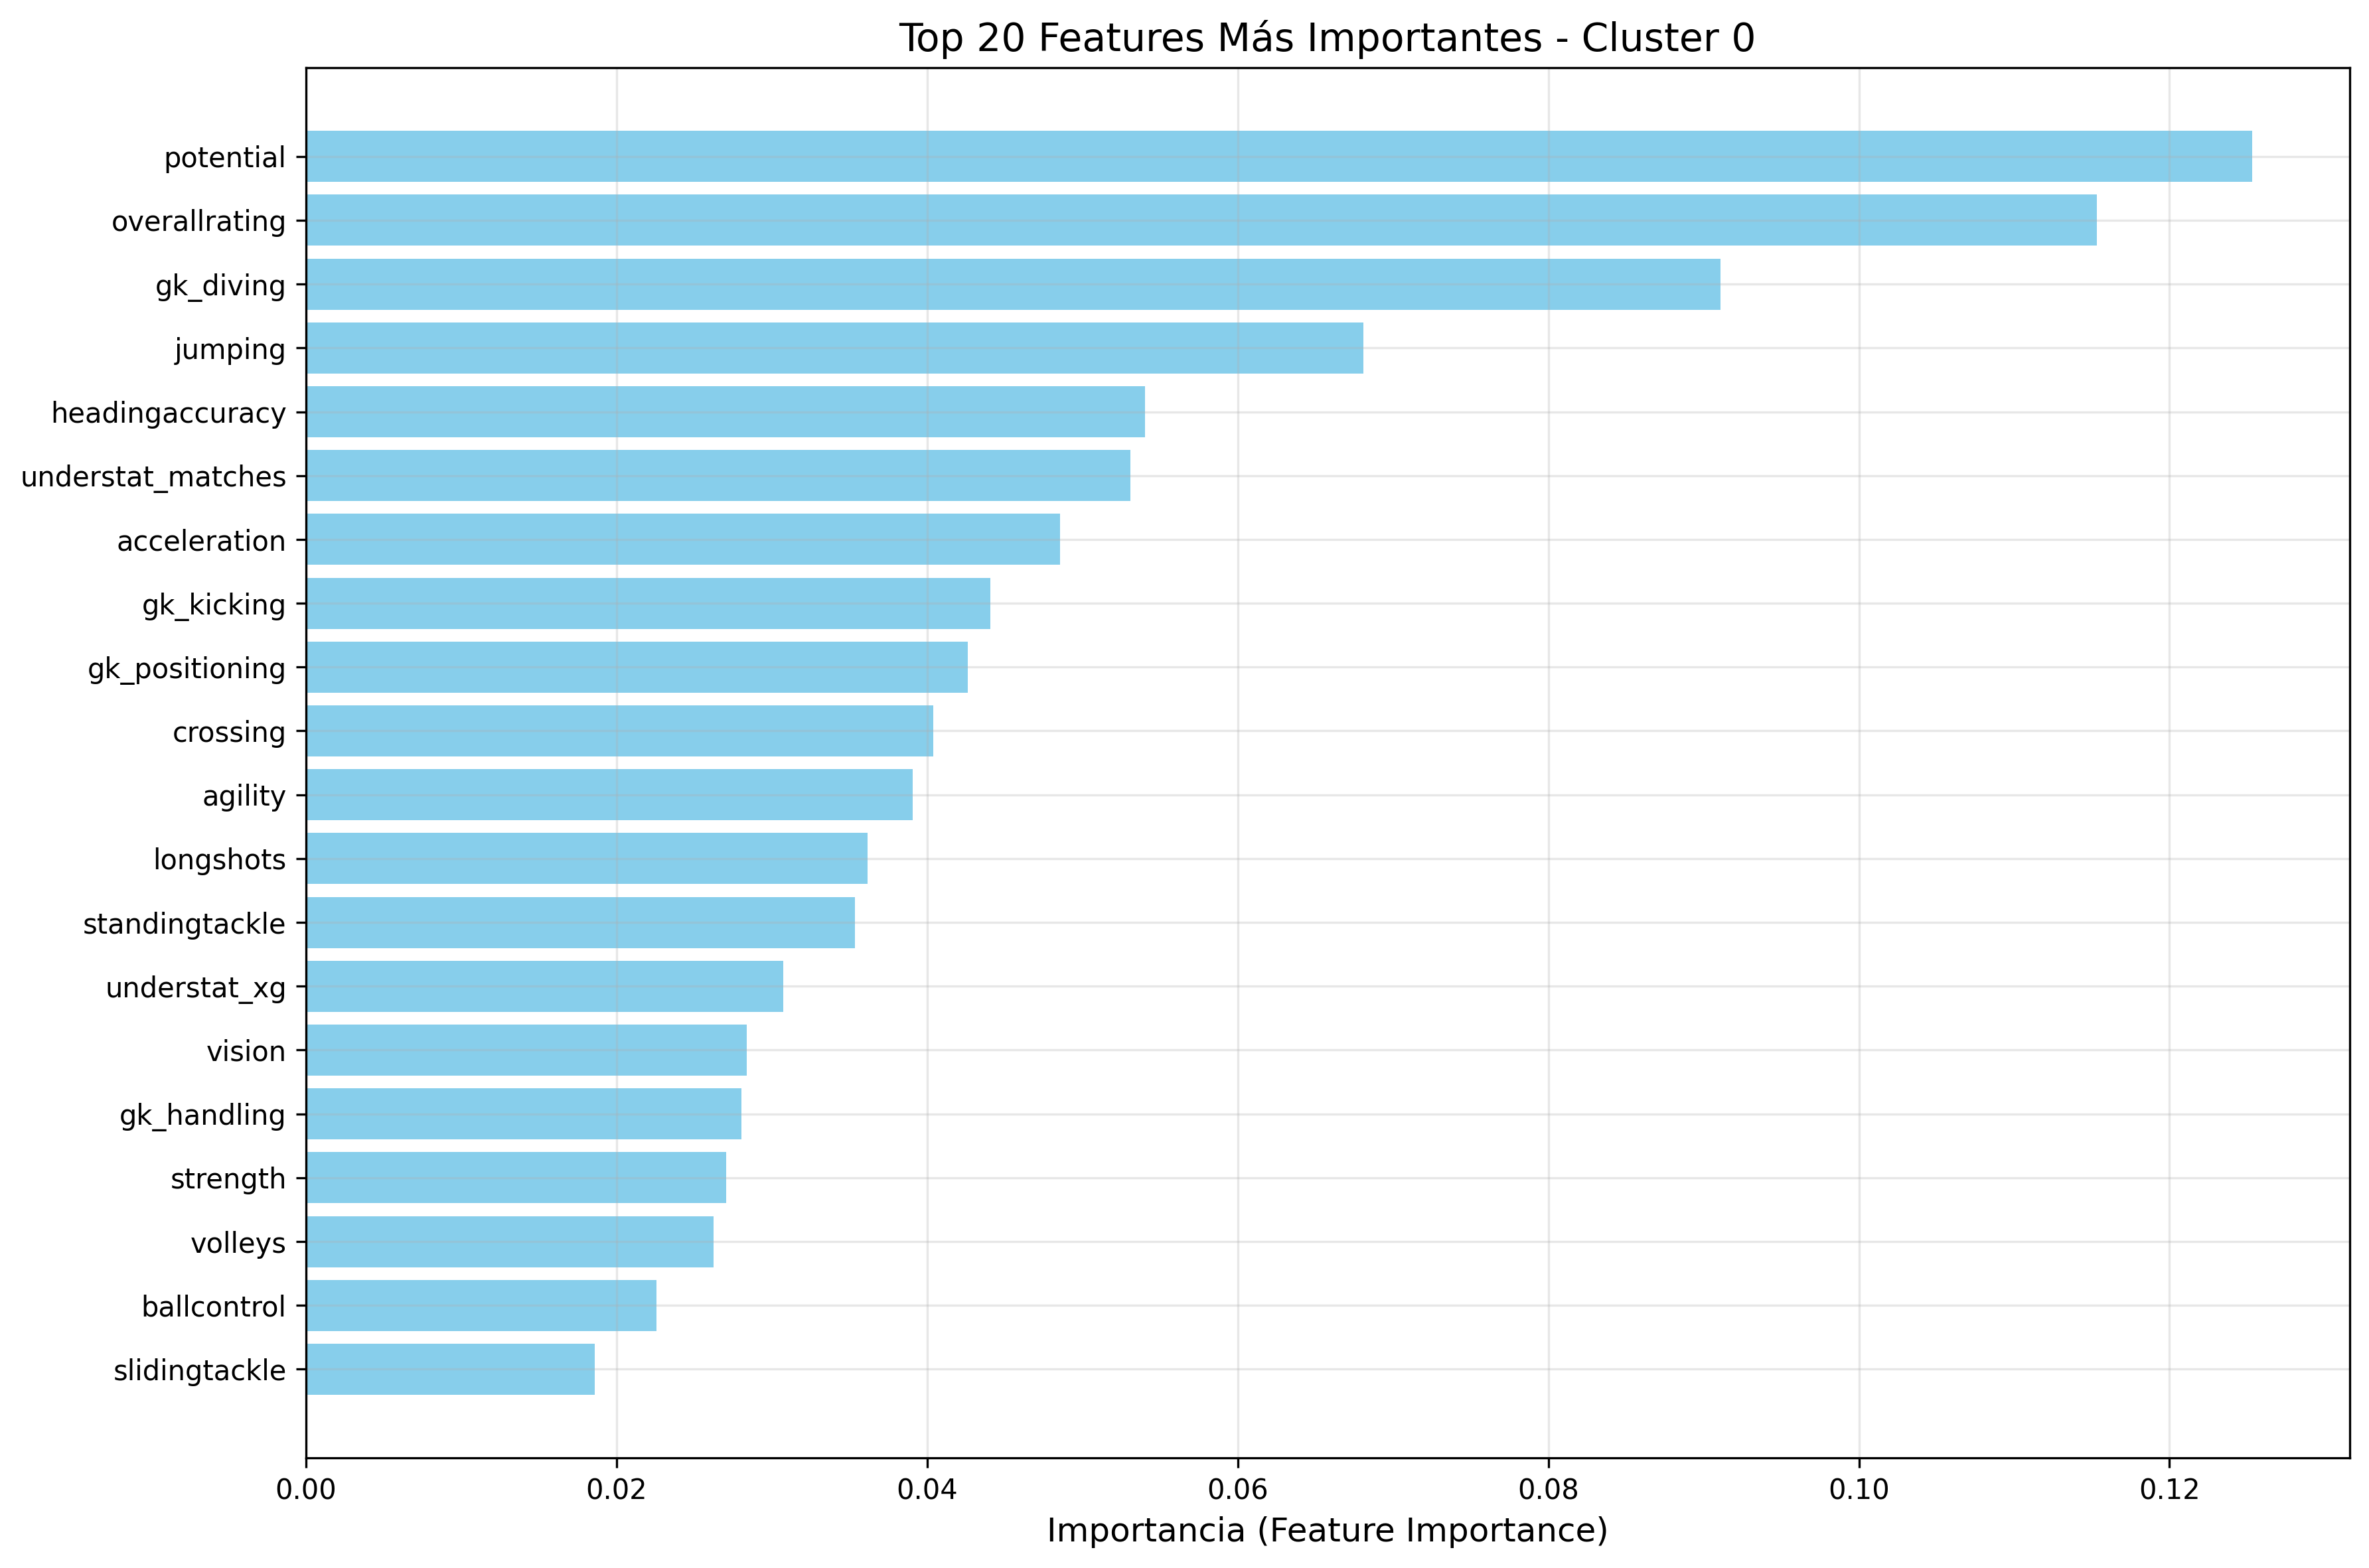 Top 20 Features Más Importantes - Cluster 0
potential
overallrating
gk_diving
jumping
headingaccuracy
understat_matches
acceleration
gk_kicking
gk_positioning
crossing
agility
longshots
standingtackle
understat_xg
vision
gk_handling
strength
volleys
ballcontrol
slidingtackle
0.00 0.02 0.04 0.06 0.08 0.10 0.12
Importancia (Feature Importance)